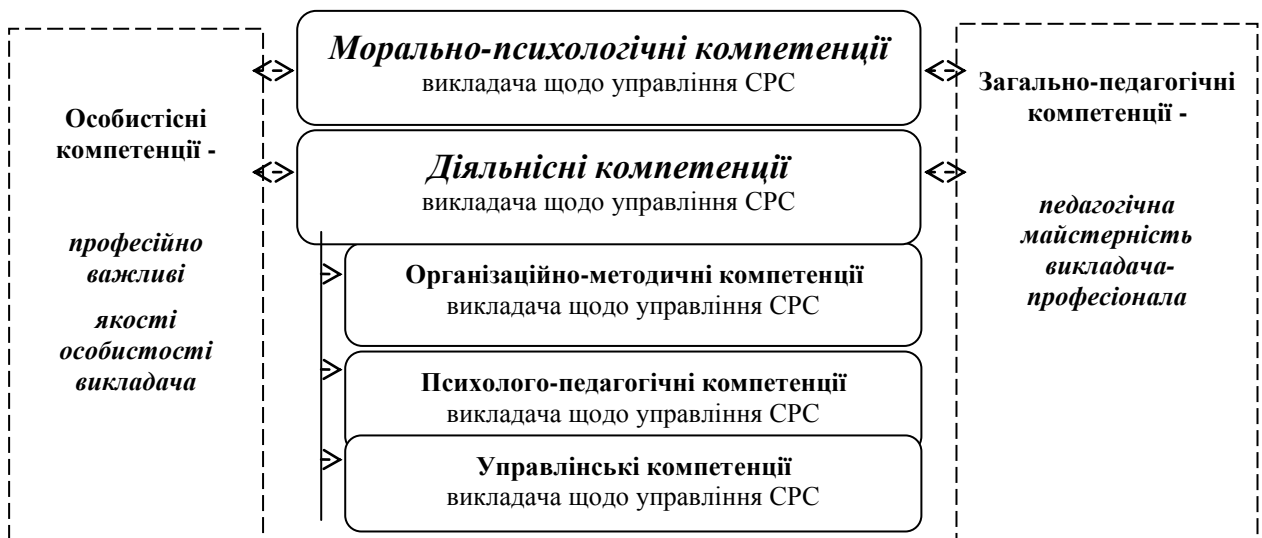 Морально-психологічні компетенції
викладача щодо управління СРС
Особистісні
компетенції -
професійно
важливі
якості
особистості
викладача
Діяльнісні компетенції
викладача щодо управління СРС
Організаційно-методичні компетенції
викладача щодо управління СРС
Психолого-педагогічні компетенції
викладача щодо управління СРС
Управлінські компетенції
викладача щодо управління СРС
Загально-педагогічні
компетенції -
педагогічна
майстерність
викладача-
професіонала